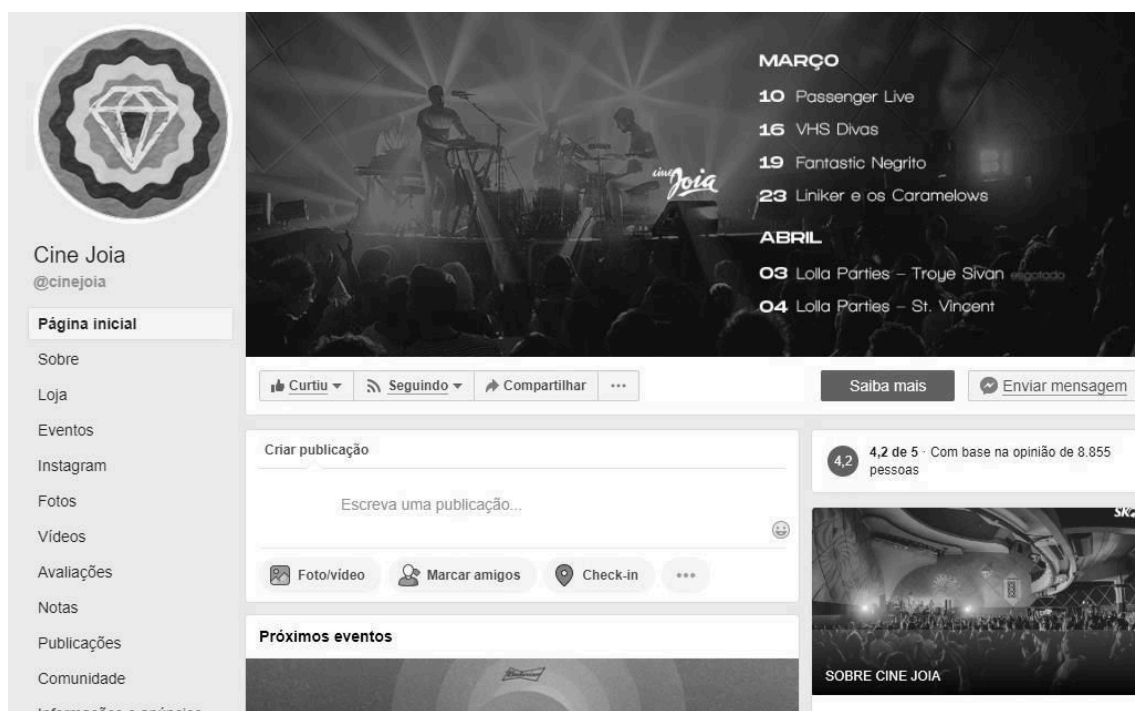 MARÇO
10 Passenger Live
16 VHS Divas
19 Fantastic Negrito
23 Liniker e os Caramelows
ABRIL
03 Lolla Parties – Troye Sivan esgotado
04 Lolla Parties – St. Vincent
cine Joia
Cine Joia
@cinejoia
Página inicial
Sobre
Loja
Eventos
Instagram
Fotos
Vídeos
Avaliações
Notas
Publicações
Comunidade
Curtiu
Seguindo
Compartilhar
Saiba mais
Enviar mensagem
Criar publicação
Escreva uma publicação...
Foto/vídeo
Marcar amigos
Check-in
Próximos eventos
Budweiser
4,2
4,2 de 5 · Com base na opinião de 8.855
pessoas
SOBRE CINE JOIA